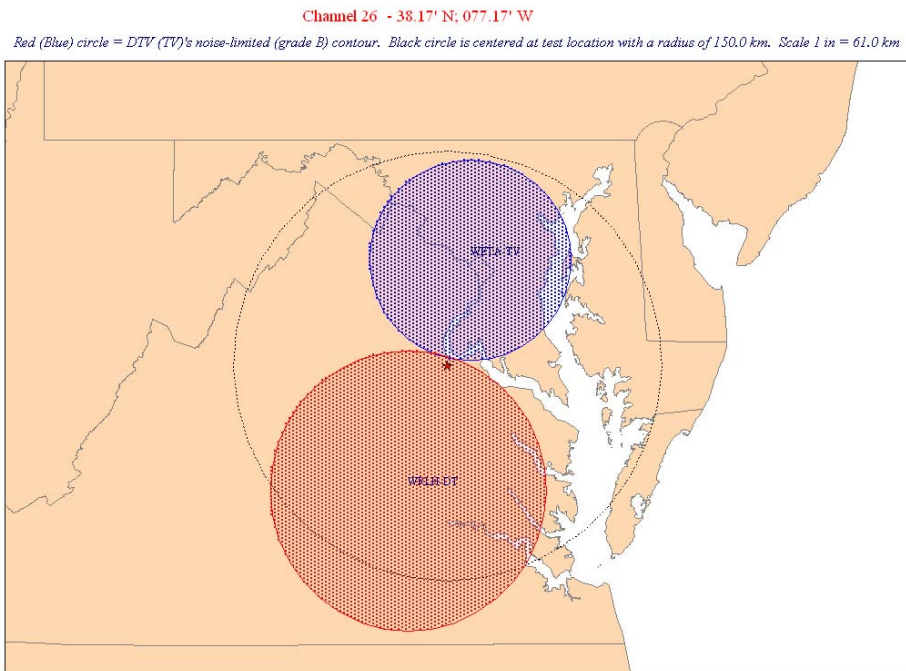 Channel 26 - 38.17' N; 077.17' W
Red (Blue) circle = DTV (TV)'s noise-limited (grade B) contour. Black circle is centered at test location with a radius of 150.0 km. Scale 1 in = 61.0 km
WETA-TV
WRLH-DT